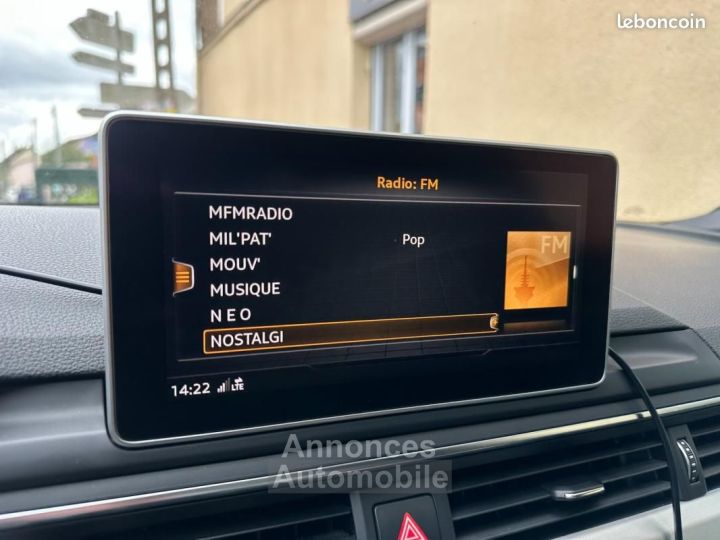 leboncoin
Radio: FM
MFMRADIO
MIL'PAT' Pop
MOUV'
MUSIQUE
N E O
NOSTALGI
FM
14:22 LTE
Annonces
Automobile